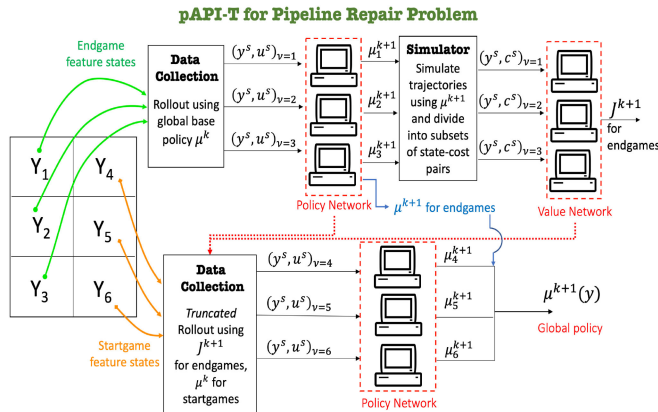 pAPI-T for Pipeline Repair Problem
Endgame
feature states
Data
Collection
Rollout using
global base
policy μ^k
(y^s, u^s)_{ν=1}
(y^s, u^s)_{ν=2}
(y^s, u^s)_{ν=3}
Policy Network
μ_1^{k+1}
μ_2^{k+1}
μ_3^{k+1}
Simulator
Simulate
trajectories
using μ^{k+1}
and divide
into subsets
of state-cost
pairs
(y^s, c^s)_{ν=1}
(y^s, c^s)_{ν=2}
(y^s, c^s)_{ν=3}
Value Network
J^{k+1}
for
endgames
μ^{k+1} for endgames
Y_1 Y_4
Y_2 Y_5
Y_3 Y_6
Startgame
feature states
Data
Collection
Truncated
Rollout using
J^{k+1}
for endgames,
μ^k for
startgames
(y^s, u^s)_{ν=4}
(y^s, u^s)_{ν=5}
(y^s, u^s)_{ν=6}
Policy Network
μ_4^{k+1}
μ_5^{k+1}
μ_6^{k+1}
μ^{k+1}(y)
Global policy